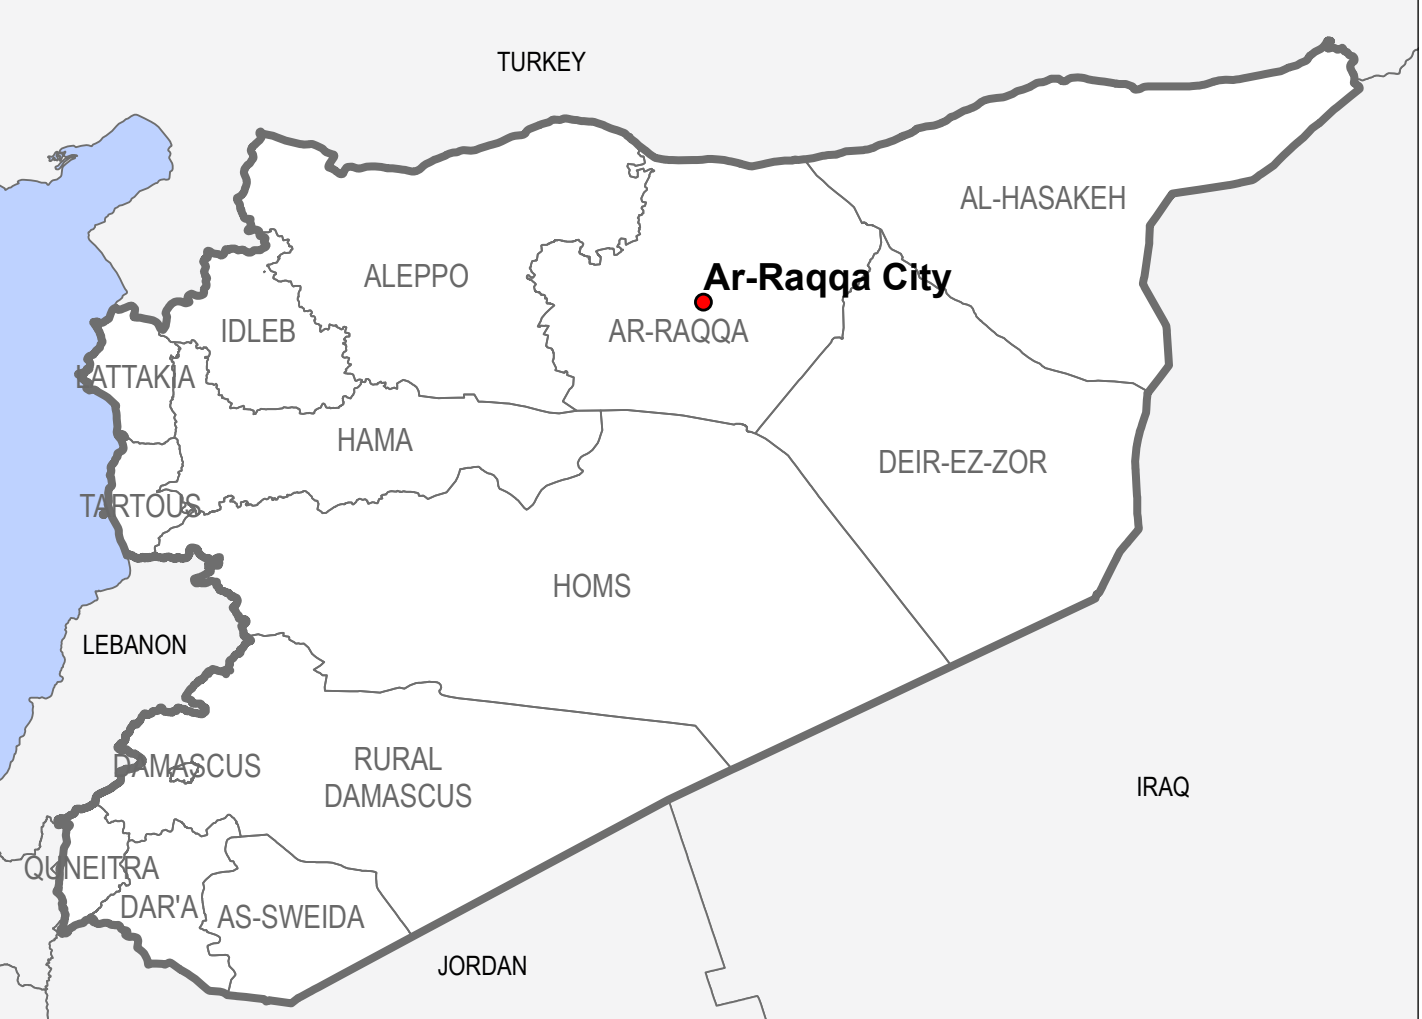 TURKEY
AL-HASAKEH
Ar-Raqqa City
ALEPPO
IDLEB
AR-RAQQA
LATTAKIA
HAMA
DEIR-EZ-ZOR
TARTOUS
HOMS
LEBANON
RURAL
DAMASCUS
DAMASCUS
IRAQ
QUNEITRA
DAR'A
AS-SWEIDA
JORDAN